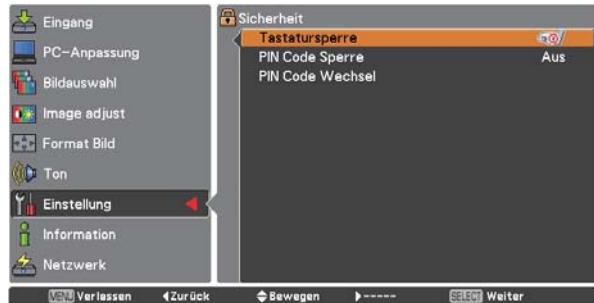 Eingang
PC-Anpassung
Bildauswahl
Image adjust
Format Bild
Ton
Einstellung
Information
Netzwerk
Sicherheit
Tastatursperre
PIN Code Sperre Aus
PIN Code Wechsel
MENU Verlassen Zurück Bewegen ----- SELECT Weiter